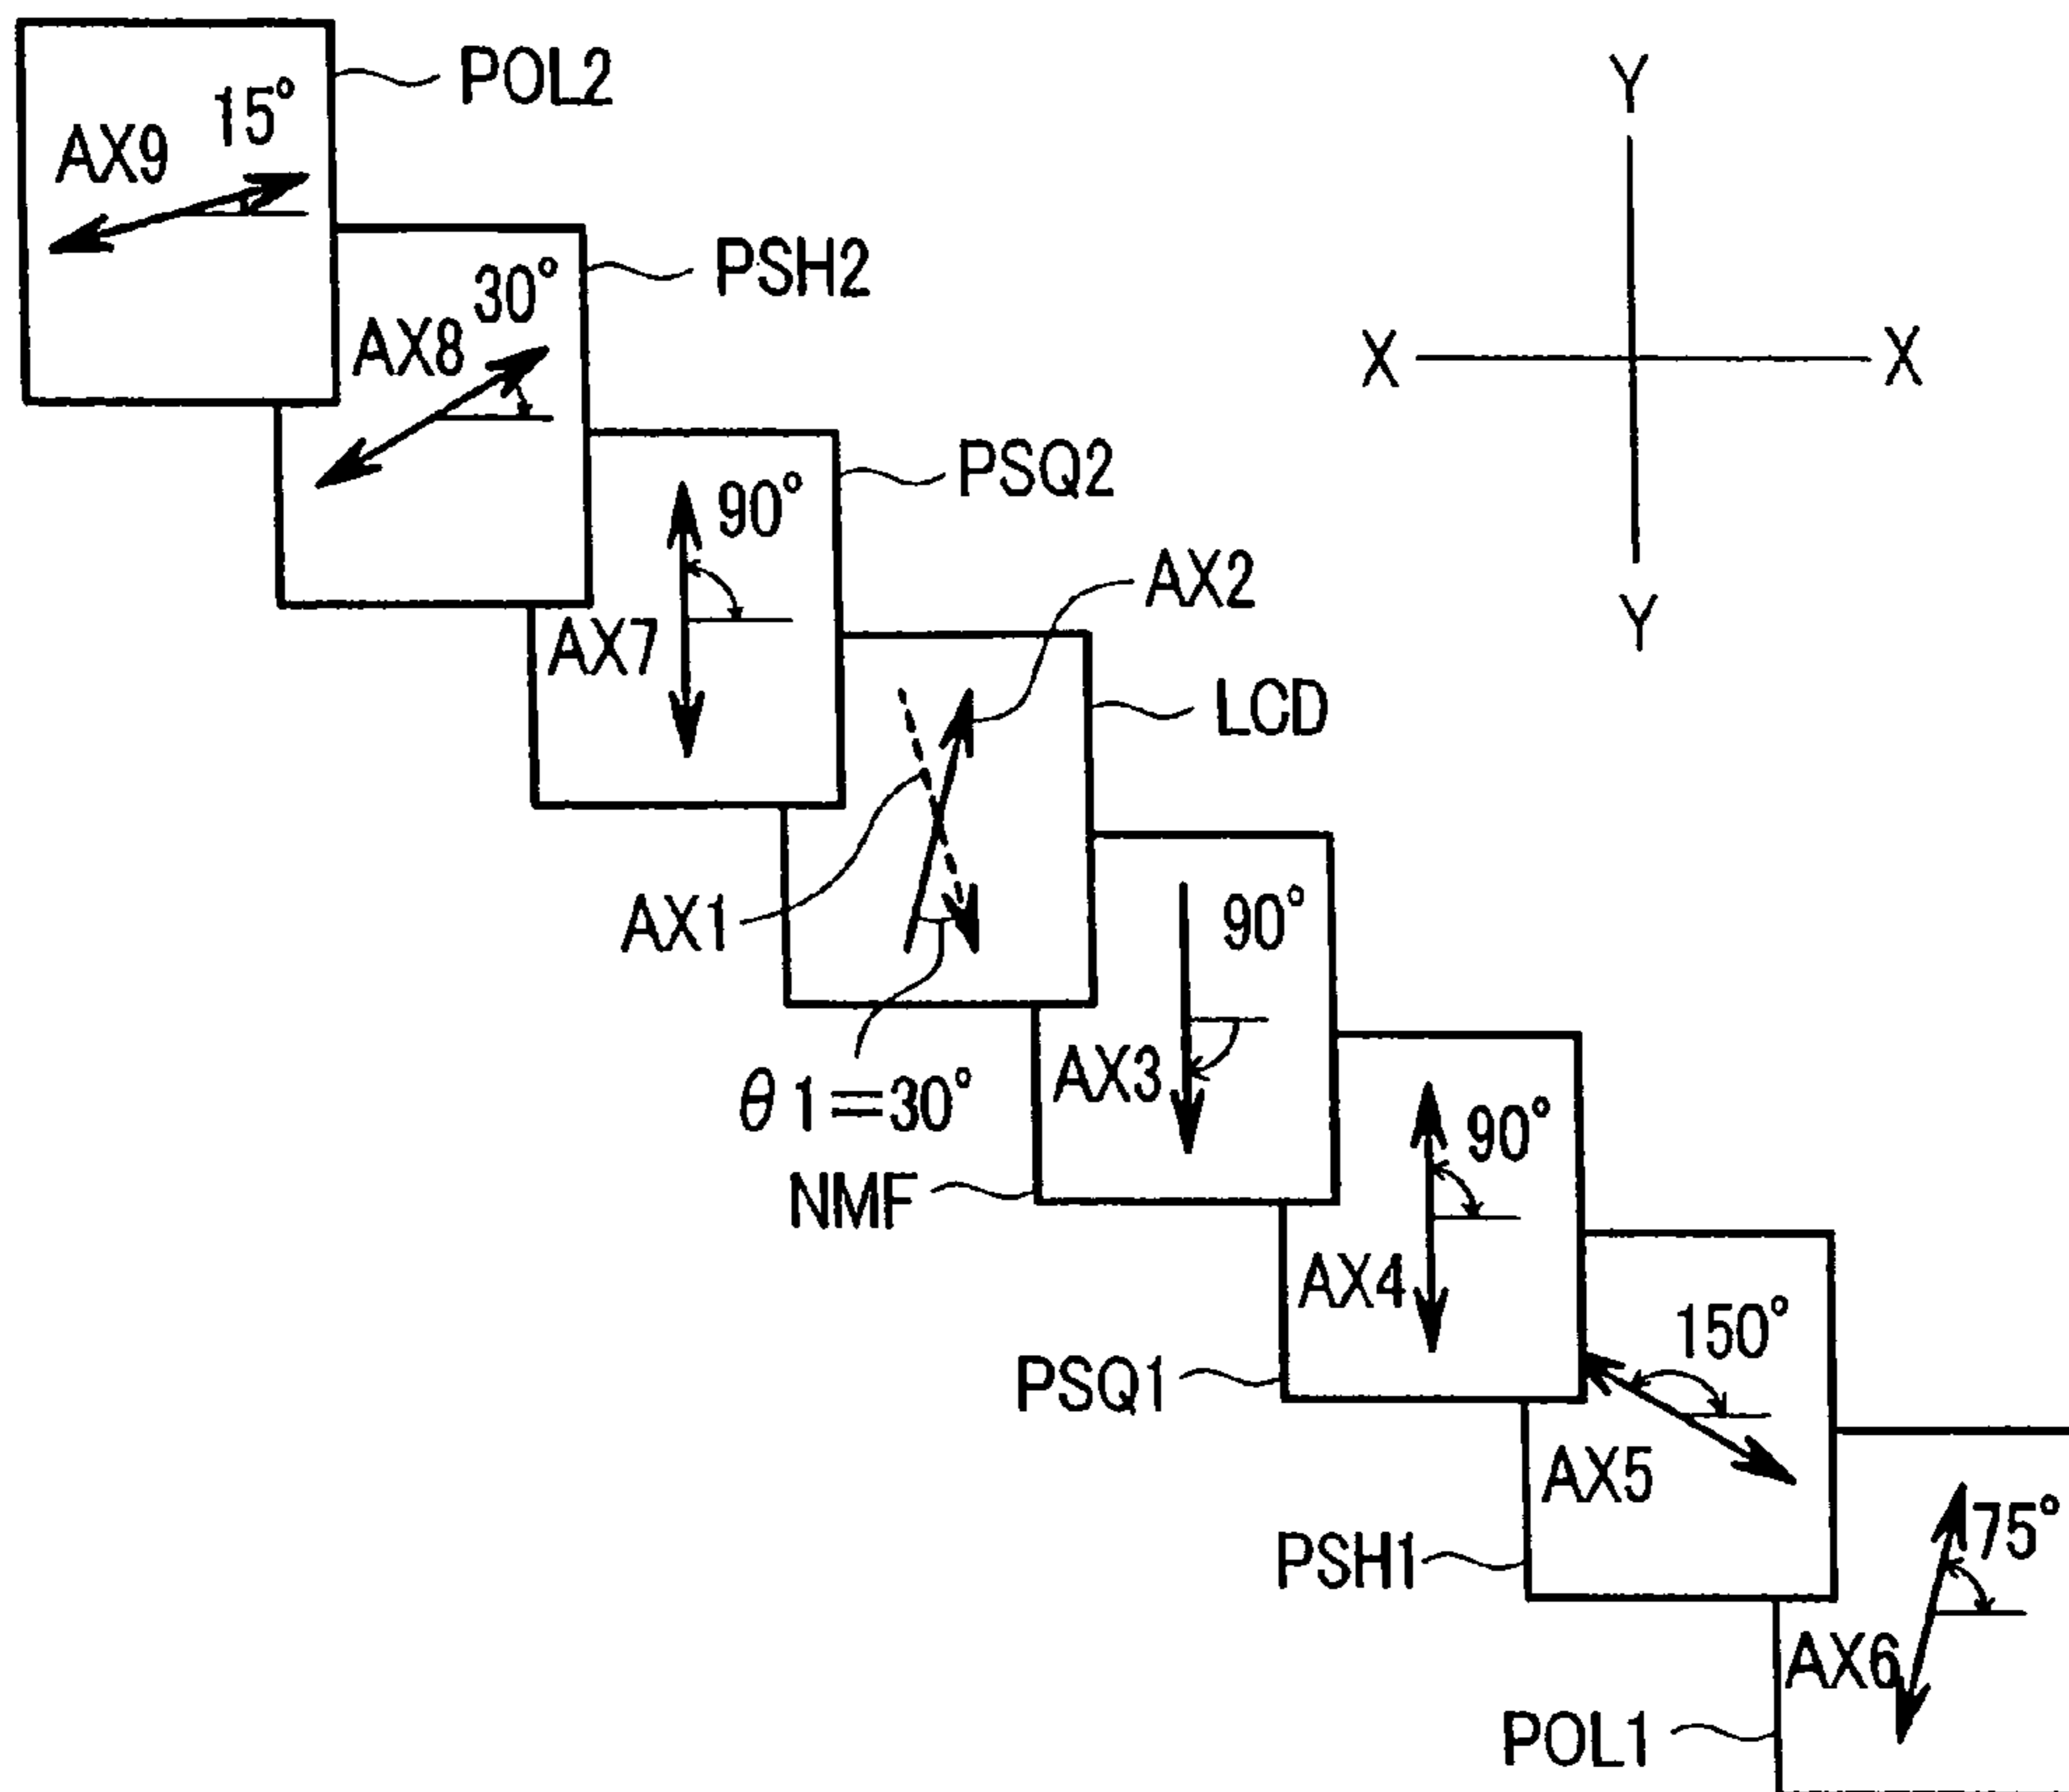 POL2
15°
AX9
Y
PSH2
30°
AX8
X
X
PSQ2
90°
AX7
AX2
Y
LCD
AX1
90°
θ1=30°
AX3
NMF
90°
AX4
PSQ1
150°
AX5
PSH1
75°
AX6
POL1